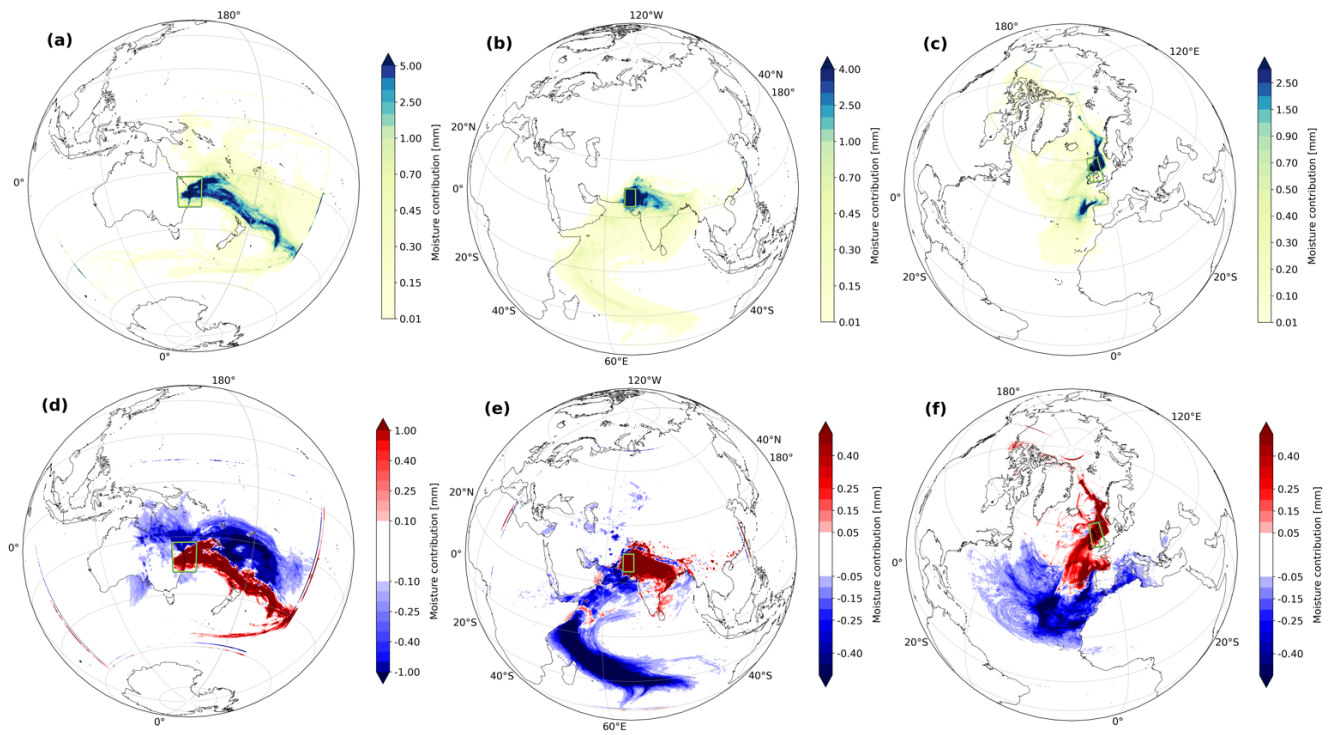 (a)
180°
0°
0°
5.00
2.50
1.00
0.70
0.45
0.30
0.15
0.01
Moisture contribution [mm]
(b)
120°W
40°N
180°
20°N
0°
20°S
40°S
40°S
60°E
4.00
2.50
1.00
0.70
0.45
0.30
0.15
0.01
Moisture contribution [mm]
(c)
180°
120°E
0°
20°S
20°S
0°
2.50
1.50
0.90
0.70
0.50
0.30
0.20
0.10
0.01
Moisture contribution [mm]
(d)
180°
0°
0°
1.00
0.40
0.25
0.10
-0.10
-0.25
-0.40
-1.00
Moisture contribution [mm]
(e)
120°W
40°N
180°
20°N
0°
20°S
40°S
40°S
60°E
0.40
0.25
0.15
0.05
-0.05
-0.15
-0.25
-0.40
Moisture contribution [mm]
(f)
180°
120°E
0°
20°S
20°S
0°
0.40
0.25
0.15
0.05
-0.05
-0.15
-0.25
-0.40
Moisture contribution [mm]